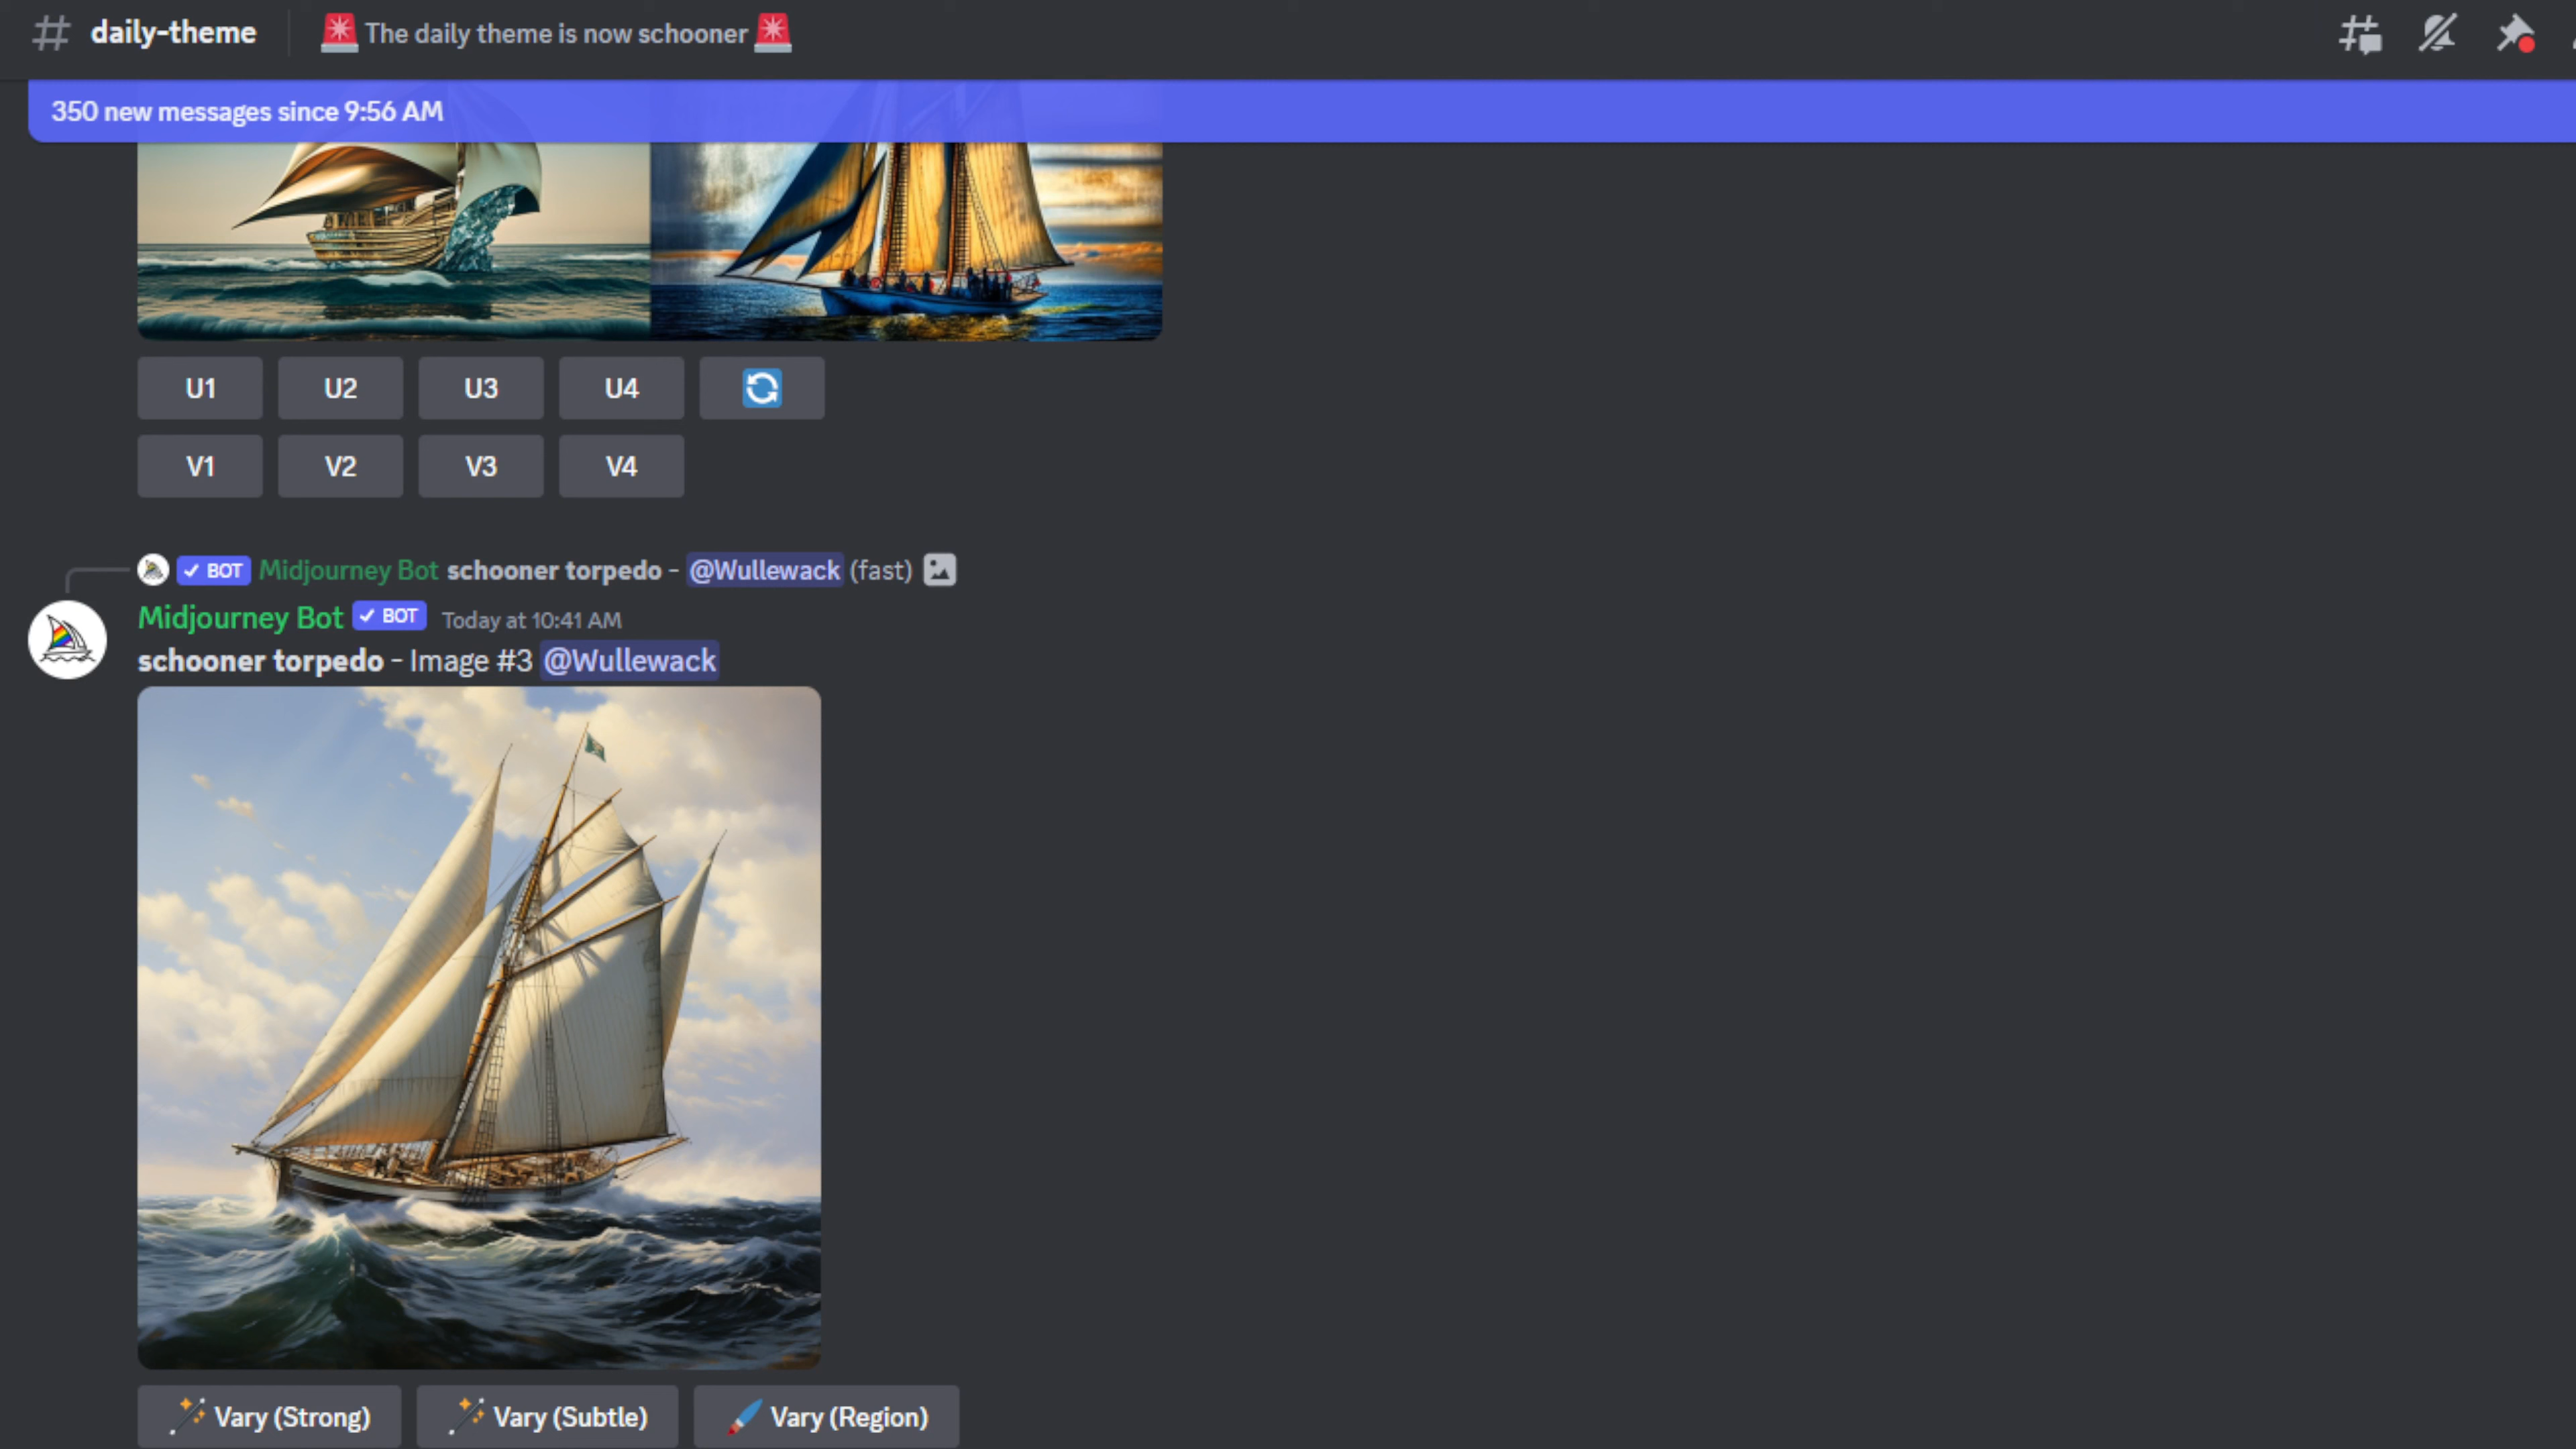 daily-theme
The daily theme is now schooner
350 new messages since 9:56 AM
U1 U2 U3 U4
V1 V2 V3 V4
BOT Midjourney Bot schooner torpedo - @Wullewack (fast)
Midjourney Bot BOT Today at 10:41 AM
schooner torpedo - Image #3 @Wullewack
Vary (Strong) Vary (Subtle) Vary (Region)